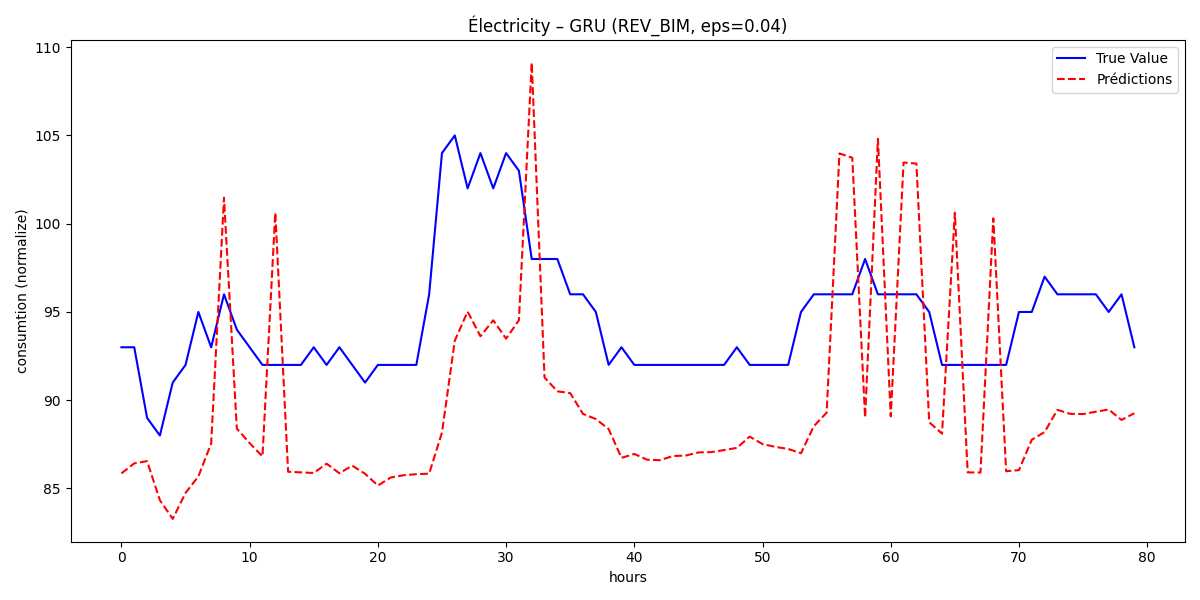 Électricity – GRU (REV_BIM, eps=0.04)
True Value
Prédictions
consumtion (normalize)
110
105
100
95
90
85
0 10 20 30 40 50 60 70 80
hours